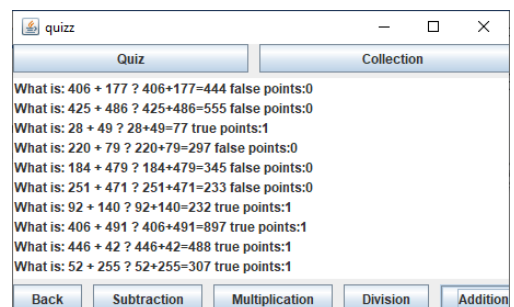 quizz
Quiz Collection
What is: 406 + 177 ? 406+177=444 false points:0
What is: 425 + 486 ? 425+486=555 false points:0
What is: 28 + 49 ? 28+49=77 true points:1
What is: 220 + 79 ? 220+79=297 false points:0
What is: 184 + 479 ? 184+479=345 false points:0
What is: 251 + 471 ? 251+471=233 false points:0
What is: 92 + 140 ? 92+140=232 true points:1
What is: 406 + 491 ? 406+491=897 true points:1
What is: 446 + 42 ? 446+42=488 true points:1
What is: 52 + 255 ? 52+255=307 true points:1
Back Subtraction Multiplication Division Addition